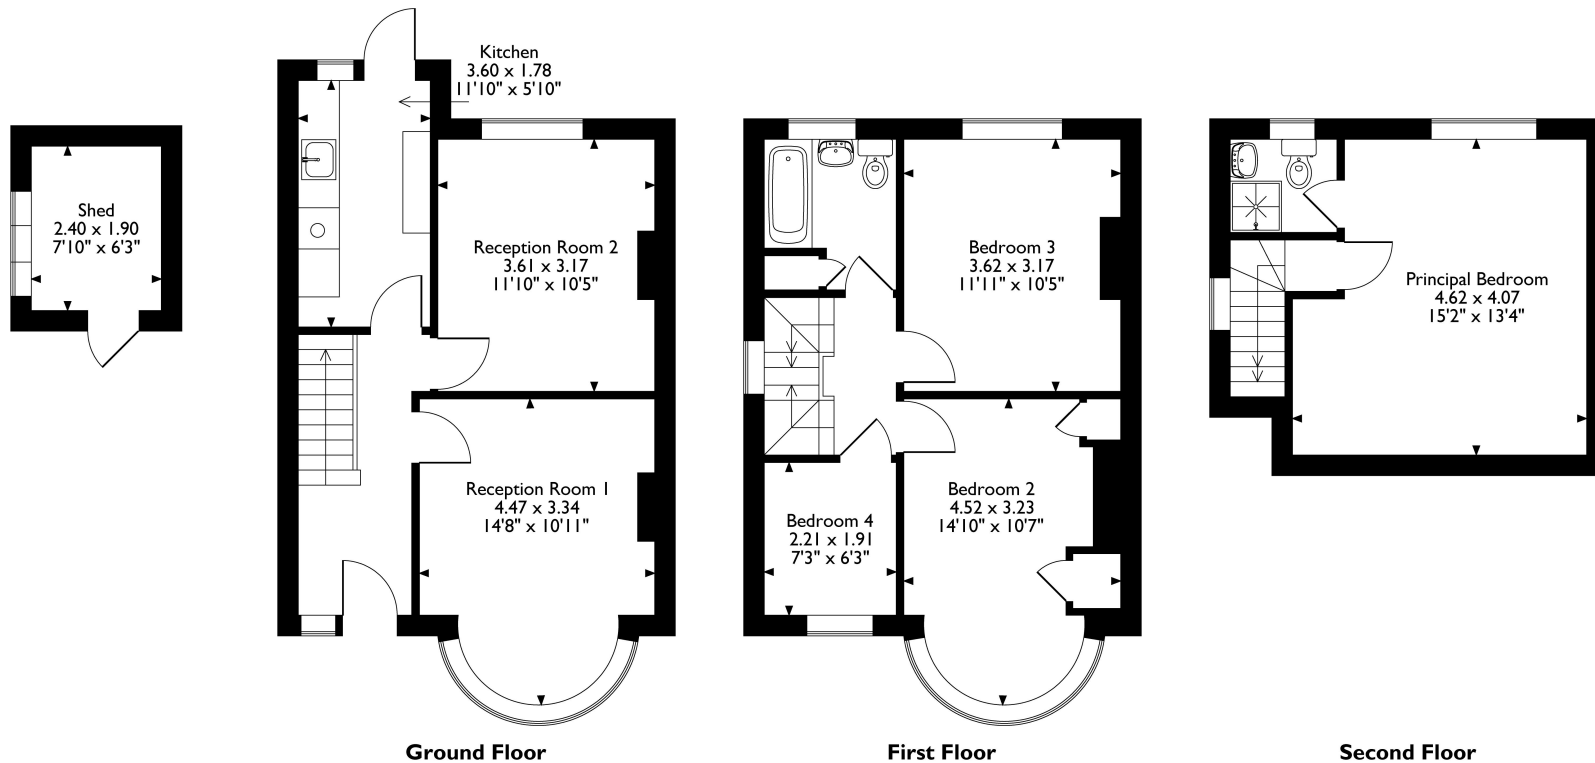 Kitchen
3.60 x 1.78
11'10" x 5'10"
Shed
2.40 x 1.90
7'10" x 6'3"
Reception Room 2
3.61 x 3.17
11'10" x 10'5"
Reception Room 1
4.47 x 3.34
14'8" x 10'11"
Ground Floor
Bedroom 3
3.62 x 3.17
11'11" x 10'5"
Bedroom 2
4.52 x 3.23
14'10" x 10'7"
Bedroom 4
2.21 x 1.91
7'3" x 6'3"
First Floor
Principal Bedroom
4.62 x 4.07
15'2" x 13'4"
Second Floor